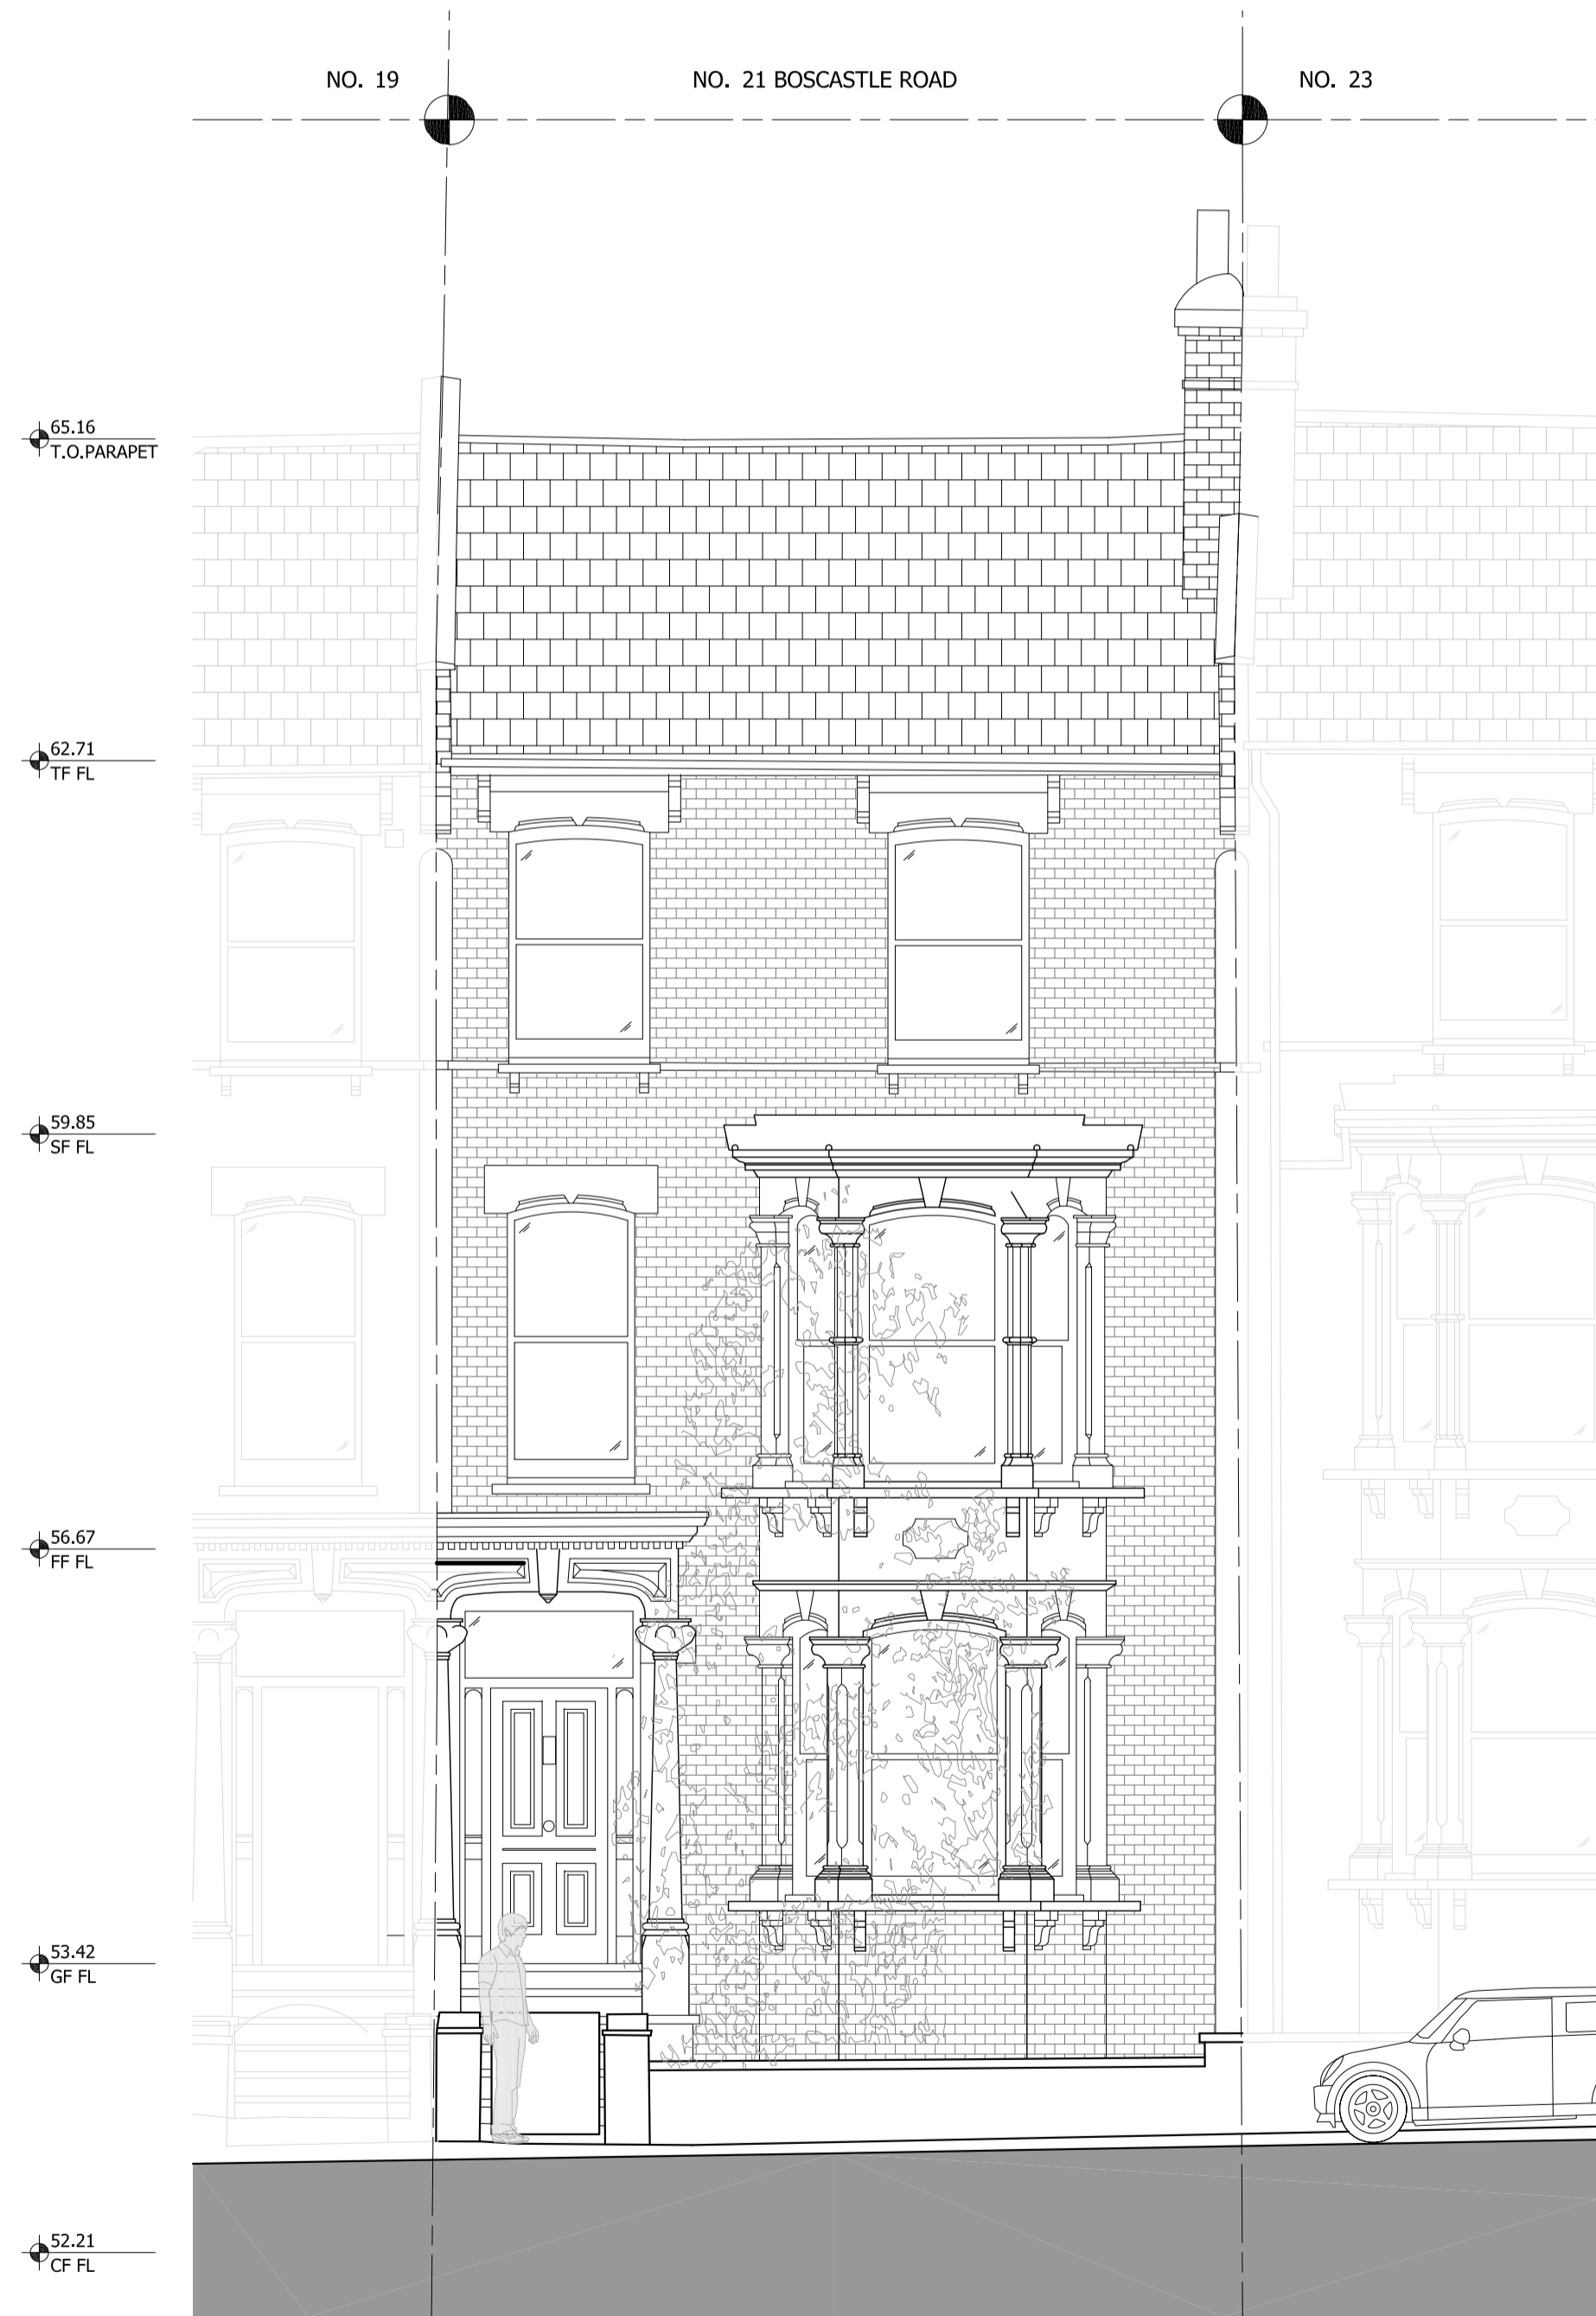 NO. 19
NO. 21 BOSCASTLE ROAD
NO. 23
65.16
T.O.PARAPET
62.71
TF FL
59.85
SF FL
56.67
FF FL
53.42
GF FL
52.21
CF FL